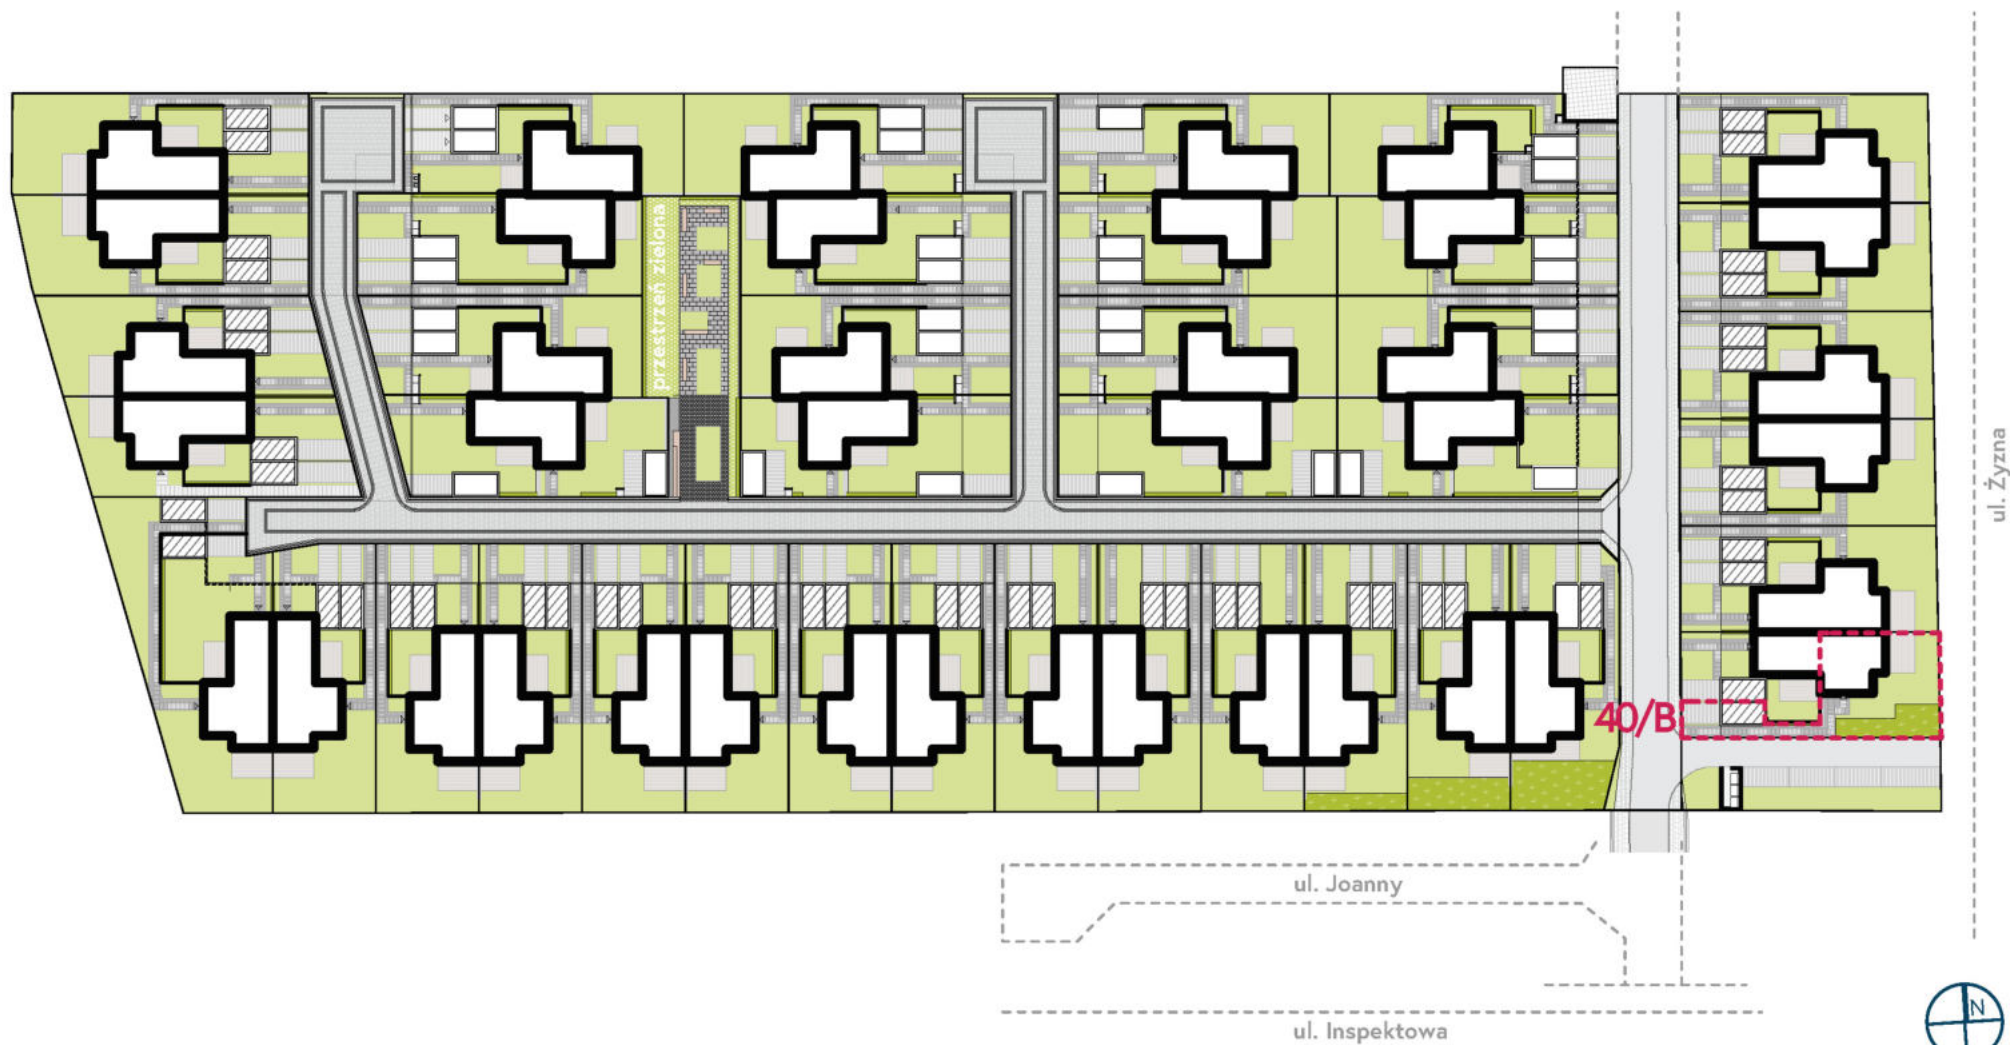 przestrzeń zielona
ul. Żyzna
40/B
ul. Joanny
ul. Inspektowa
N